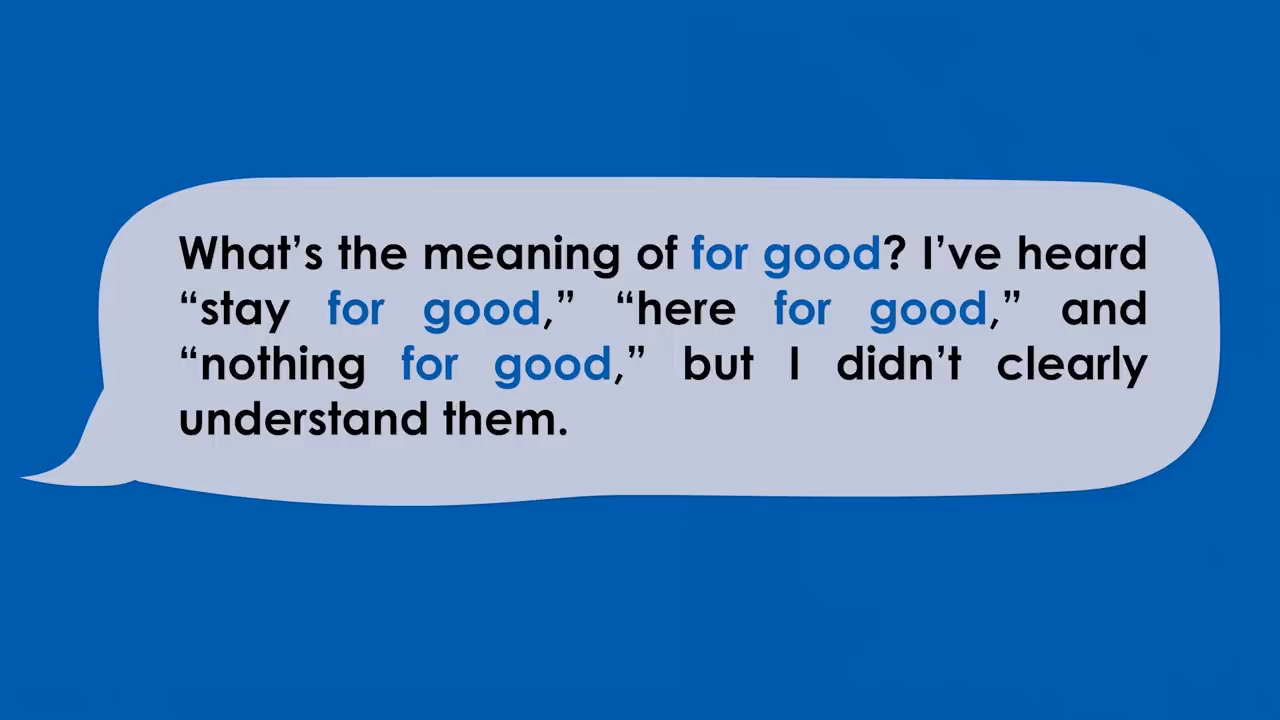 What’s the meaning of for good? I’ve heard
“stay for good,” “here for good,” and
“nothing for good,” but I didn’t clearly
understand them.